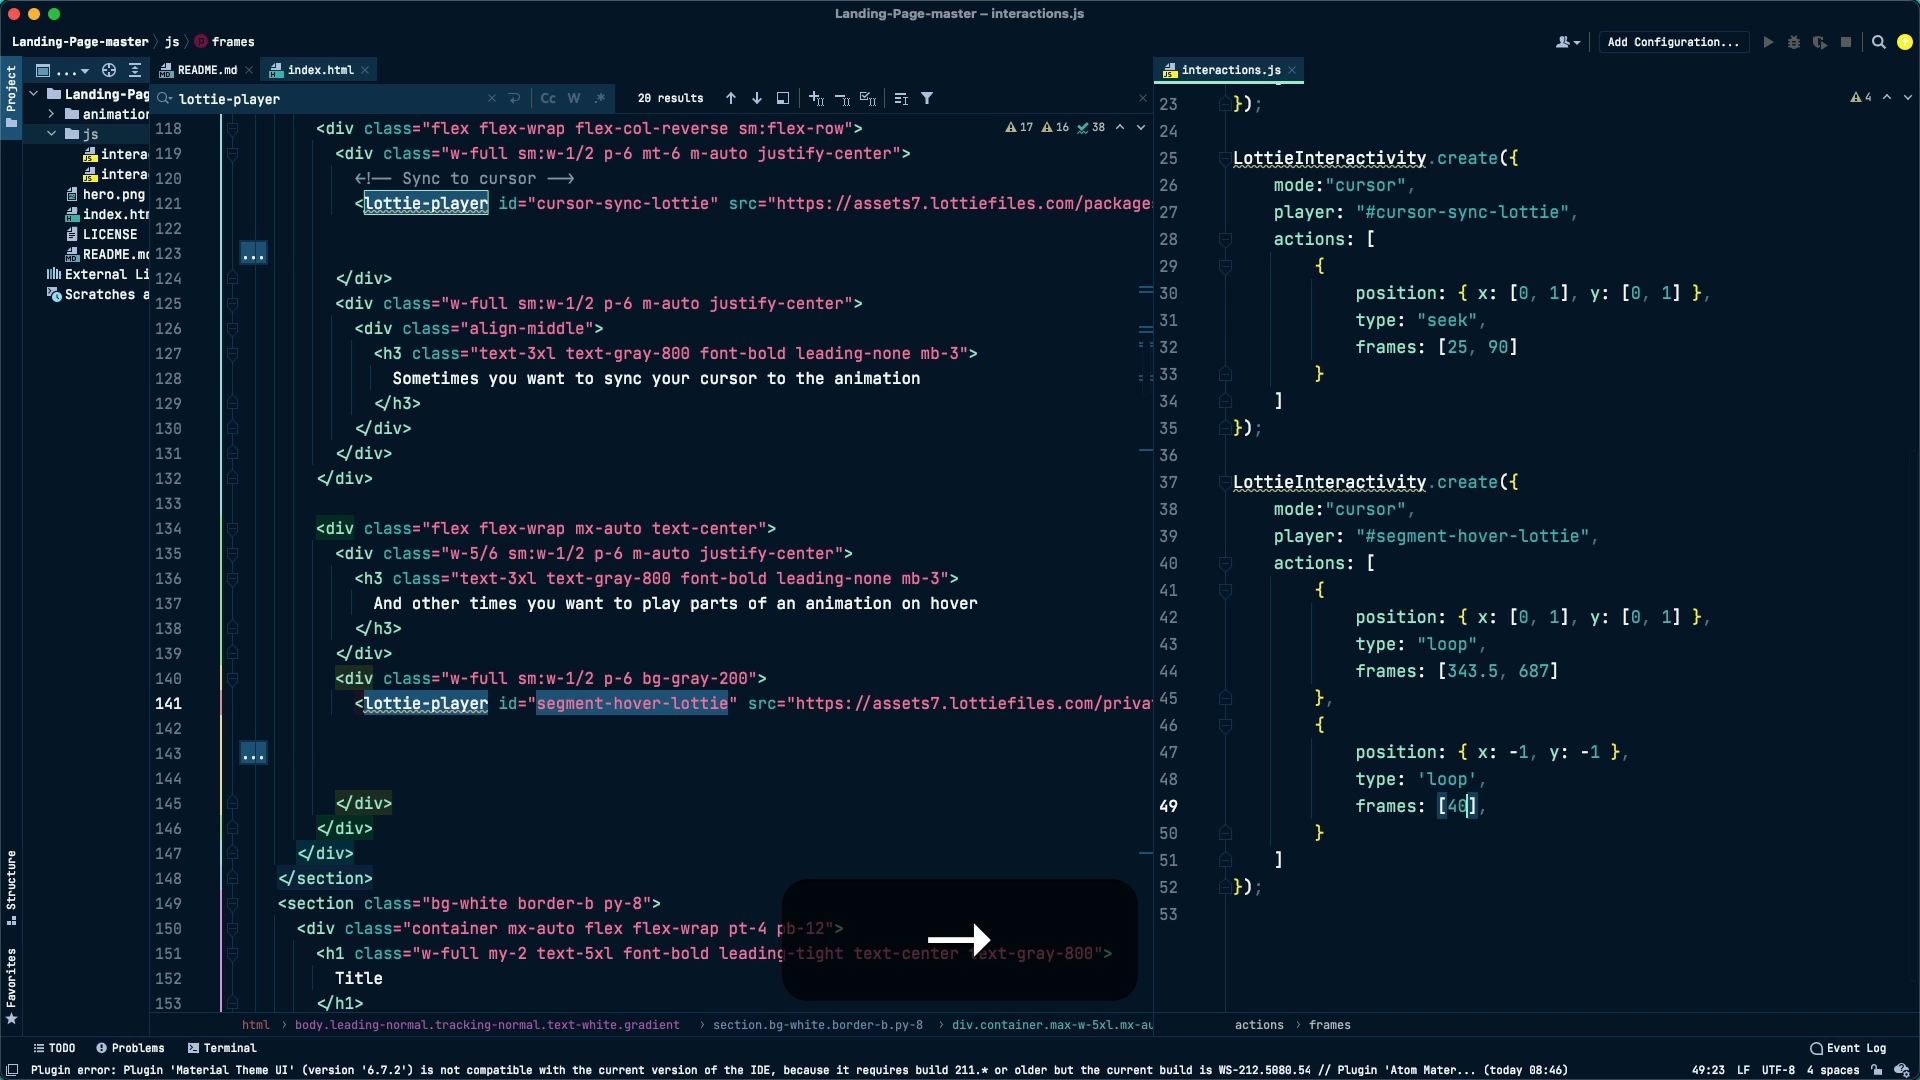 Landing-Page-master – interactions.js
Landing-Page-master js frames
Add Configuration...
Project
...
README.md
index.html
interactions.js
lottie-player
Cc W .*
20 results
17 16 38
4
Landing-Pag
animation
js
intera
intera
hero.png
index.htm
LICENSE
README.md
External Li
Scratches a
118 <div class="flex flex-wrap flex-col-reverse sm:flex-row">
119 <div class="w-full sm:w-1/2 p-6 mt-6 m-auto justify-center">
120 <!-- Sync to cursor -->
121 <lottie-player id="cursor-sync-lottie" src="https://assets7.lottiefiles.com/package
122
123 ...
124 </div>
125 <div class="w-full sm:w-1/2 p-6 m-auto justify-center">
126 <div class="align-middle">
127 <h3 class="text-3xl text-gray-800 font-bold leading-none mb-3">
128 Sometimes you want to sync your cursor to the animation
129 </h3>
130 </div>
131 </div>
132 </div>
133
134 <div class="flex flex-wrap mx-auto text-center">
135 <div class="w-5/6 sm:w-1/2 p-6 m-auto justify-center">
136 <h3 class="text-3xl text-gray-800 font-bold leading-none mb-3">
137 And other times you want to play parts of an animation on hover
138 </h3>
139 </div>
140 <div class="w-full sm:w-1/2 p-6 bg-gray-200">
141 <lottie-player id="segment-hover-lottie" src="https://assets7.lottiefiles.com/priva
142
143 ...
144
145 </div>
146 </div>
147 </div>
148 </section>
149 <section class="bg-white border-b py-8">
150 <div class="container mx-auto flex flex-wrap pt-4 pb-12">
151 <h1 class="w-full my-2 text-5xl font-bold leading-tight text-center text-gray-800">
152 Title
153 </h1>
23 });
24
25 LottieInteractivity.create({
26 mode:"cursor",
27 player: "#cursor-sync-lottie",
28 actions: [
29 {
30 position: { x: [0, 1], y: [0, 1] },
31 type: "seek",
32 frames: [25, 90]
33 }
34 ]
35 });
36
37 LottieInteractivity.create({
38 mode:"cursor",
39 player: "#segment-hover-lottie",
40 actions: [
41 {
42 position: { x: [0, 1], y: [0, 1] },
43 type: "loop",
44 frames: [343.5, 687]
45 },
46 {
47 position: { x: -1, y: -1 },
48 type: 'loop',
49 frames: [40],
50 }
51 ]
52 });
53
→
Structure
Favorites
html body.leading-normal.tracking-normal.text-white.gradient section.bg-white.border-b.py-8 div.container.max-w-5xl.mx-au
actions frames
TODO Problems Terminal
Event Log
Plugin error: Plugin 'Material Theme UI' (version '6.7.2') is not compatible with the current version of the IDE, because it requires build 211.* or older but the current build is WS-212.5080.54 // Plugin 'Atom Mater... (today 08:46)
49:23 LF UTF-8 4 spaces